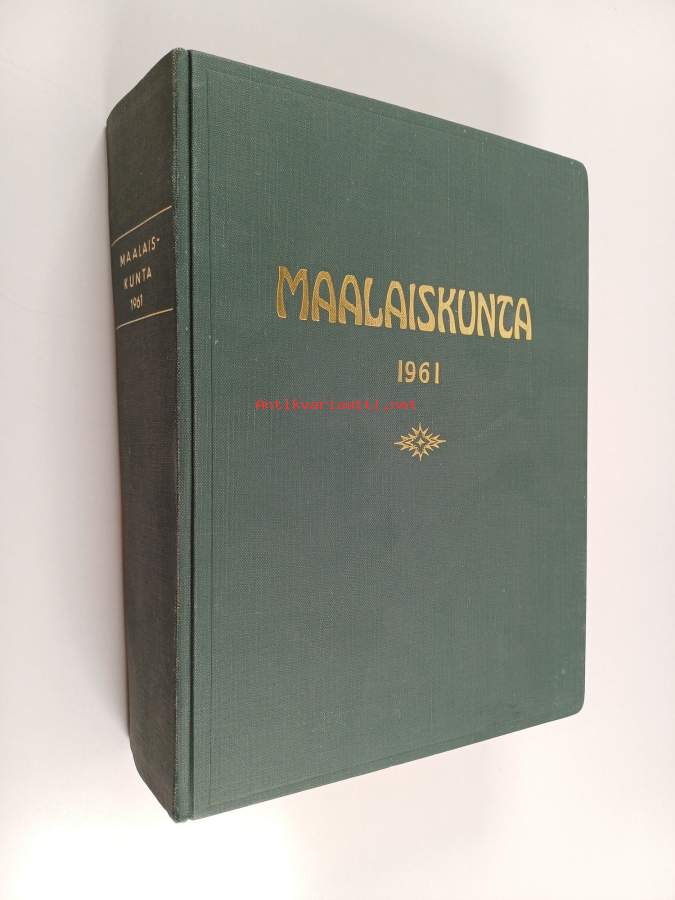 MAALAIS-
KUNTA
1961
MAALAISKUNTA
1961
Antikvariaatti.net